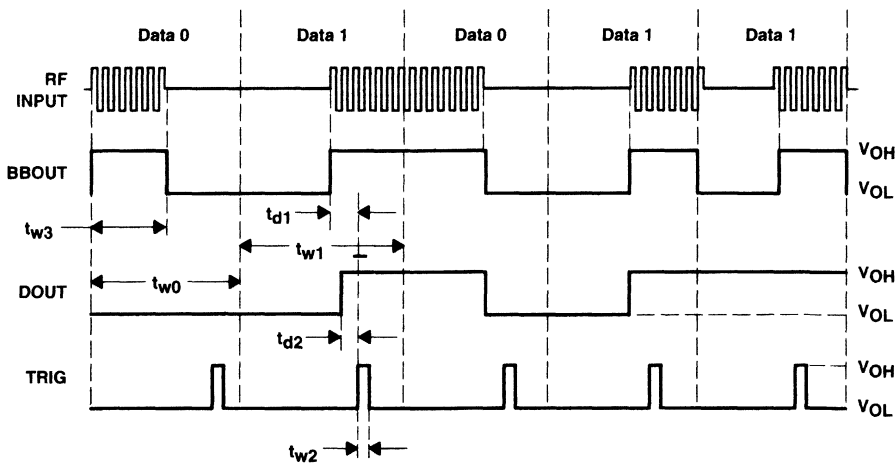 Data 0 Data 1 Data 0 Data 1 Data 1
RF
INPUT
BBOUT
VOH
VOL
td1
tw3
tw1
tw0
DOUT
VOH
VOL
td2
TRIG
VOH
VOL
tw2